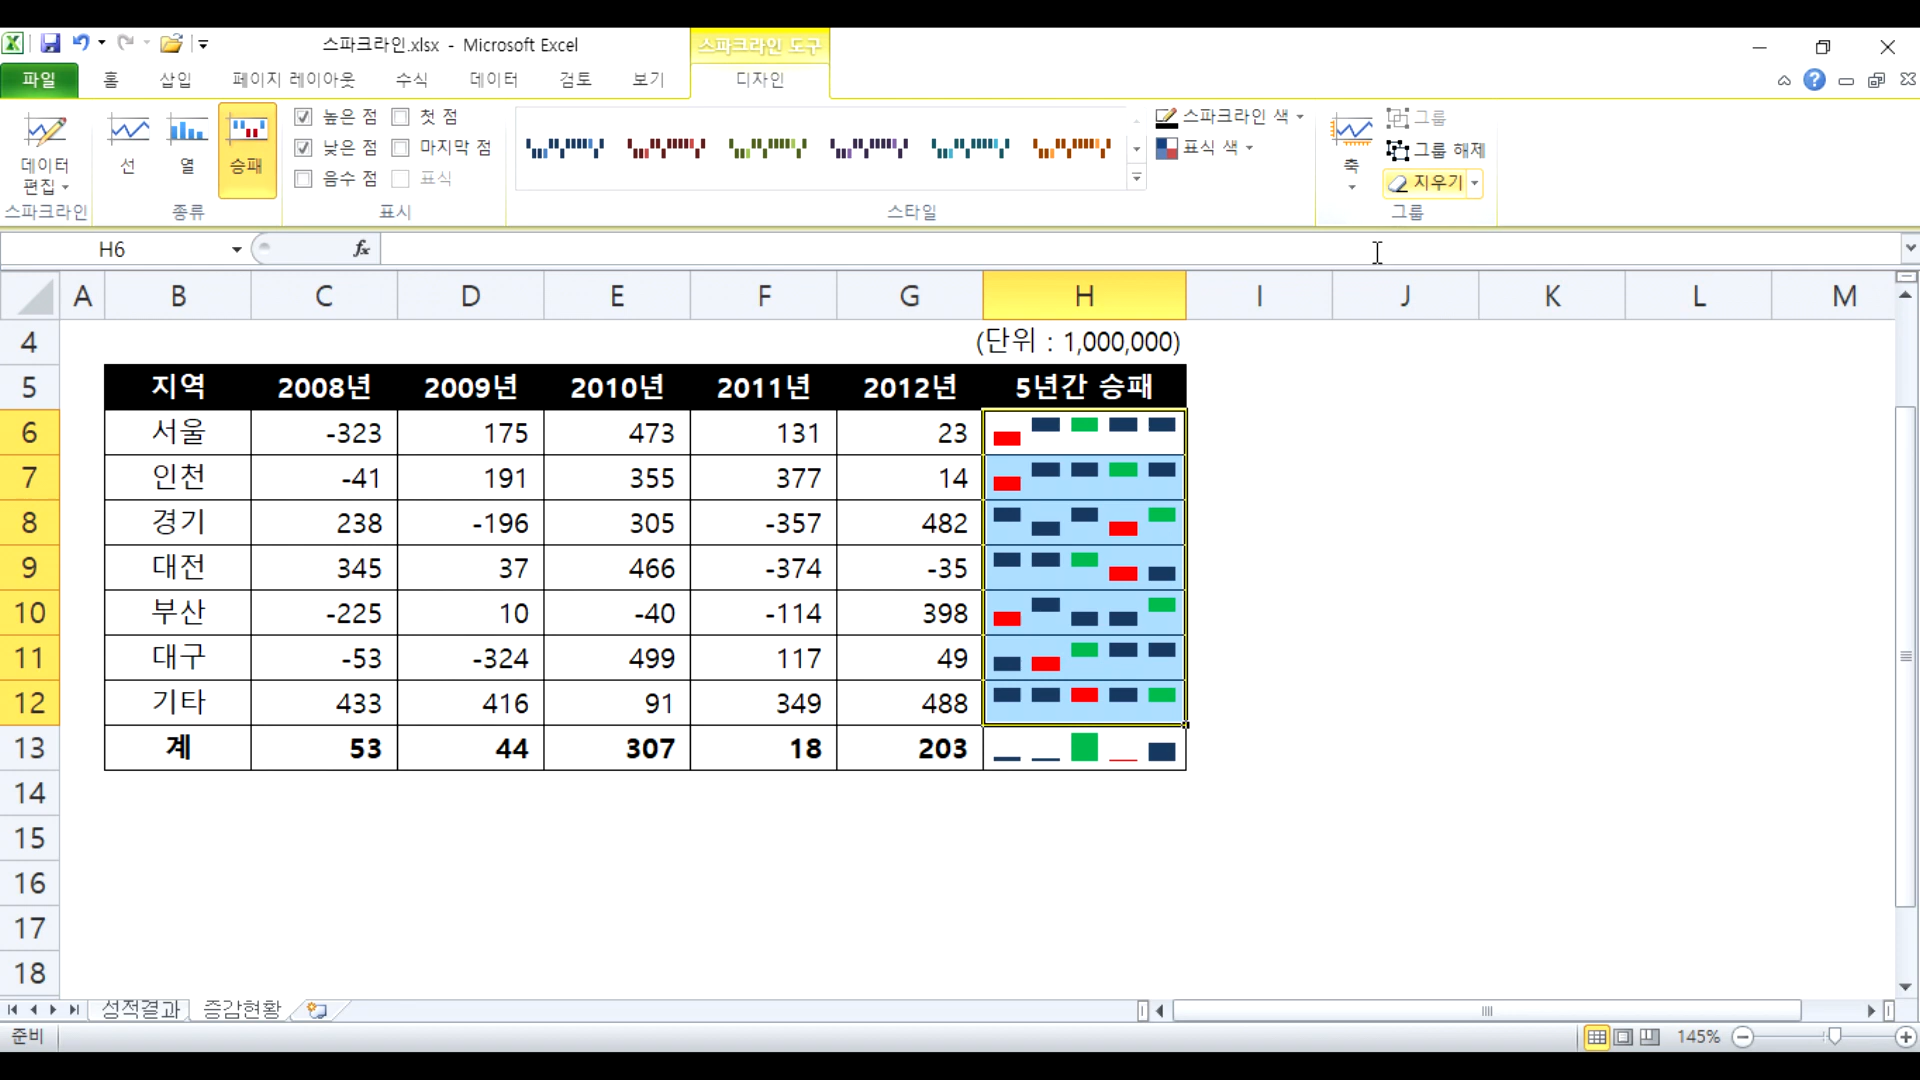 스파크라인.xlsx - Microsoft Excel
스파크라인 도구
파일 홈 삽입 페이지 레이아웃 수식 데이터 검토 보기 디자인
높은 점 첫 점 스파크라인 색 그룹
낮은 점 마지막 점 표식 색 그룹 해제
음수 점 표식 지우기
데이터 편집 선 열 승패 축
스파크라인 종류 표시 스타일 그룹
H6 fx
A B C D E F G H I J K L M
4 (단위 : 1,000,000)
5 지역 2008년 2009년 2010년 2011년 2012년 5년간 승패
6 서울 -323 175 473 131 23
7 인천 -41 191 355 377 14
8 경기 238 -196 305 -357 482
9 대전 345 37 466 -374 -35
10 부산 -225 10 -40 -114 398
11 대구 -53 -324 499 117 49
12 기타 433 416 91 349 488
13 계 53 44 307 18 203
14
15
16
17
18
성적결과 증감현황
준비 145%